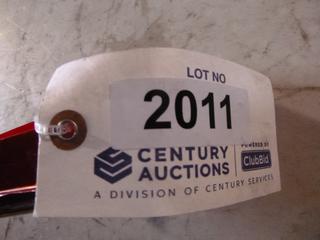 LOT NO
2011
CENTURY
AUCTIONS
POWERED BY
ClubBid
A DIVISION OF CENTURY SERVICES